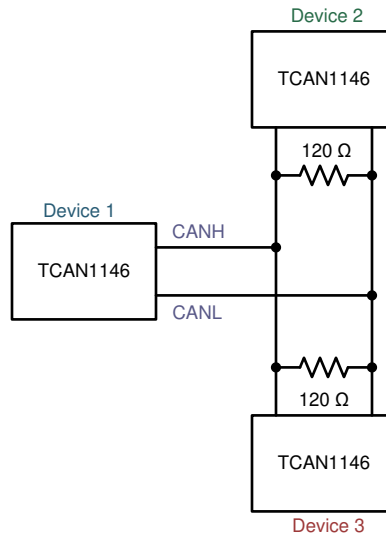 Device 2
TCAN1146
120 Ω
Device 1
CANH
TCAN1146
CANL
120 Ω
TCAN1146
Device 3